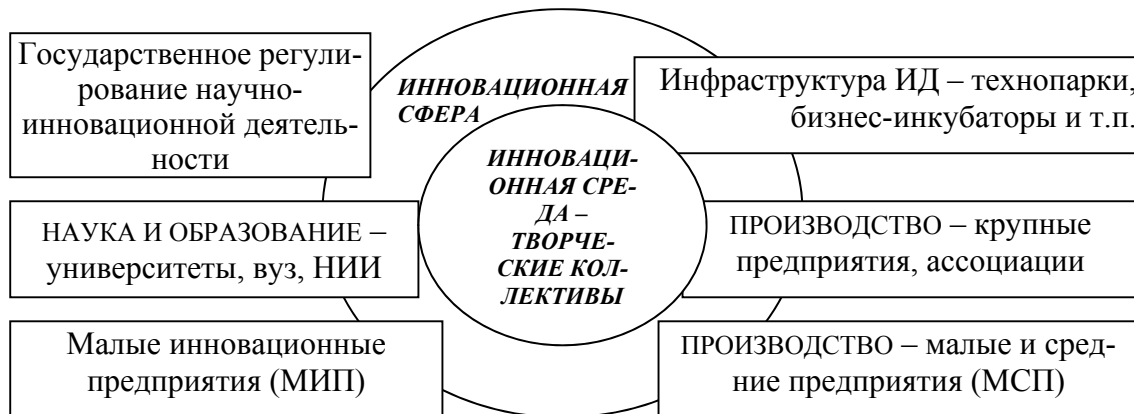 Государственное регули-
рование научно-
инновационной деятель-
ности
ИННОВАЦИОННАЯ
СФЕРА
Инфраструктура ИД – технопарки,
бизнес-инкубаторы и т.п.
ИННОВАЦИ-
ОННАЯ СРЕ-
ДА –
ТВОРЧЕ-
СКИЕ КОЛ-
ЛЕКТИВЫ
НАУКА И ОБРАЗОВАНИЕ –
университеты, вуз, НИИ
ПРОИЗВОДСТВО – крупные
предприятия, ассоциации
Малые инновационные
предприятия (МИП)
ПРОИЗВОДСТВО – малые и сред-
ние предприятия (МСП)